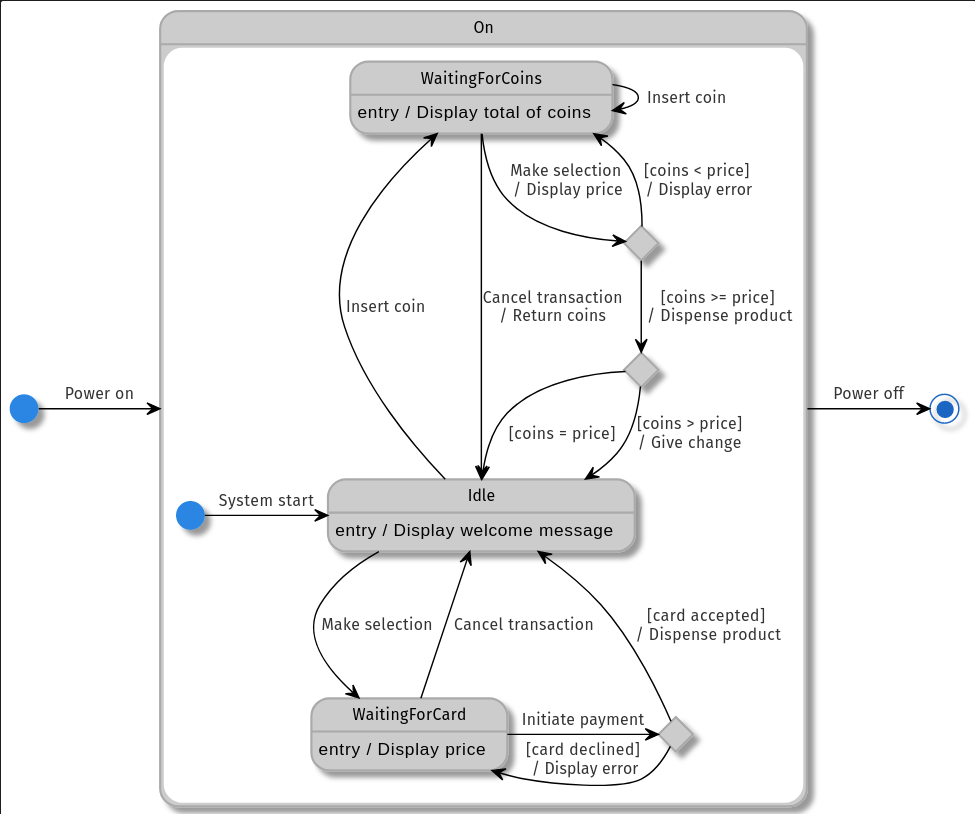 On
WaitingForCoins
entry / Display total of coins
Insert coin
Make selection
/ Display price
[coins < price]
/ Display error
Insert coin
Cancel transaction
/ Return coins
[coins >= price]
/ Dispense product
Power on
Power off
[coins = price]
[coins > price]
/ Give change
System start
Idle
entry / Display welcome message
Make selection
Cancel transaction
[card accepted]
/ Dispense product
WaitingForCard
entry / Display price
Initiate payment
[card declined]
/ Display error